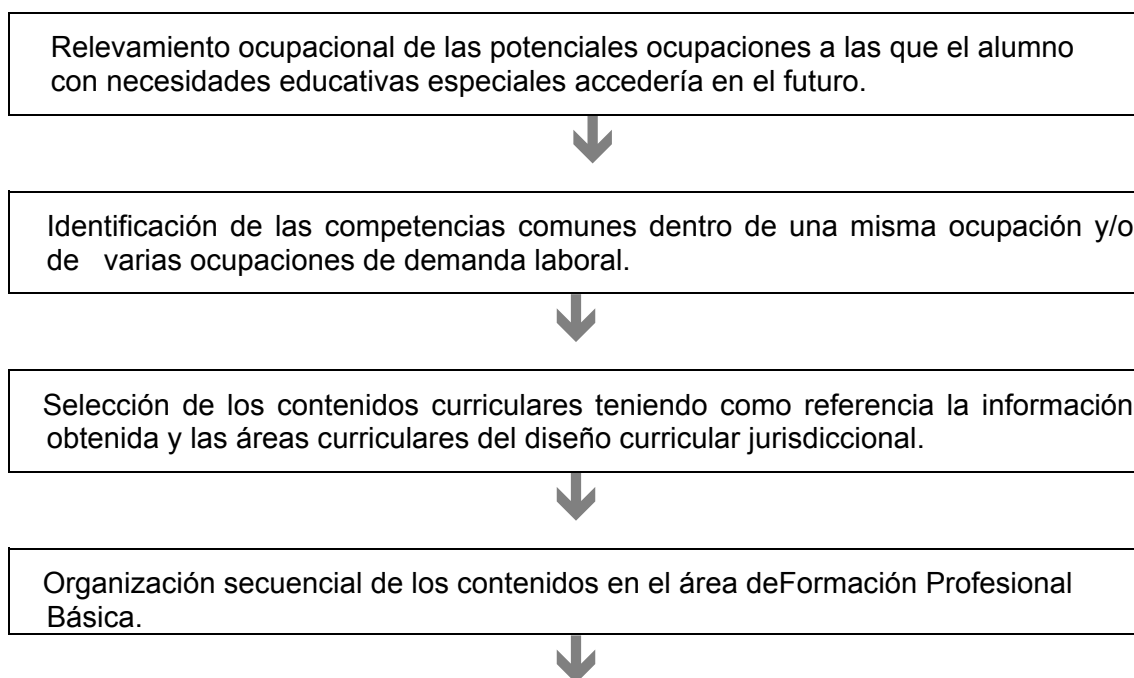 Relevamiento ocupacional de las potenciales ocupaciones a las que el alumno
con necesidades educativas especiales accedería en el futuro.
Identificación de las competencias comunes dentro de una misma ocupación y/o
de varias ocupaciones de demanda laboral.
Selección de los contenidos curriculares teniendo como referencia la información
obtenida y las áreas curriculares del diseño curricular jurisdiccional.
Organización secuencial de los contenidos en el área deFormación Profesional
Básica.